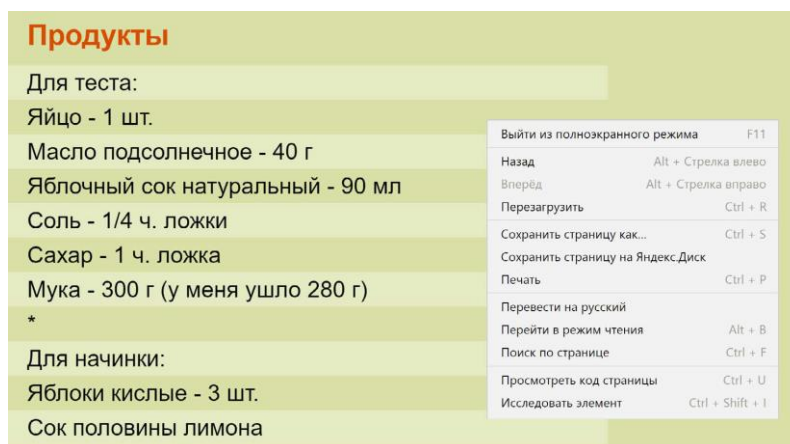 Продукты
Для теста:
Яйцо - 1 шт.
Масло подсолнечное - 40 г
Яблочный сок натуральный - 90 мл
Соль - 1/4 ч. ложки
Сахар - 1 ч. ложка
Мука - 300 г (у меня ушло 280 г)
*
Для начинки:
Яблоки кислые - 3 шт.
Сок половины лимона
Выйти из полноэкранного режима F11
Назад Alt + Стрелка влево
Вперёд Alt + Стрелка вправо
Перезагрузить Ctrl + R
Сохранить страницу как... Ctrl + S
Сохранить страницу на Яндекс.Диск
Печать Ctrl + P
Перевести на русский
Перейти в режим чтения Alt + B
Поиск по странице Ctrl + F
Просмотреть код страницы Ctrl + U
Исследовать элемент Ctrl + Shift + I